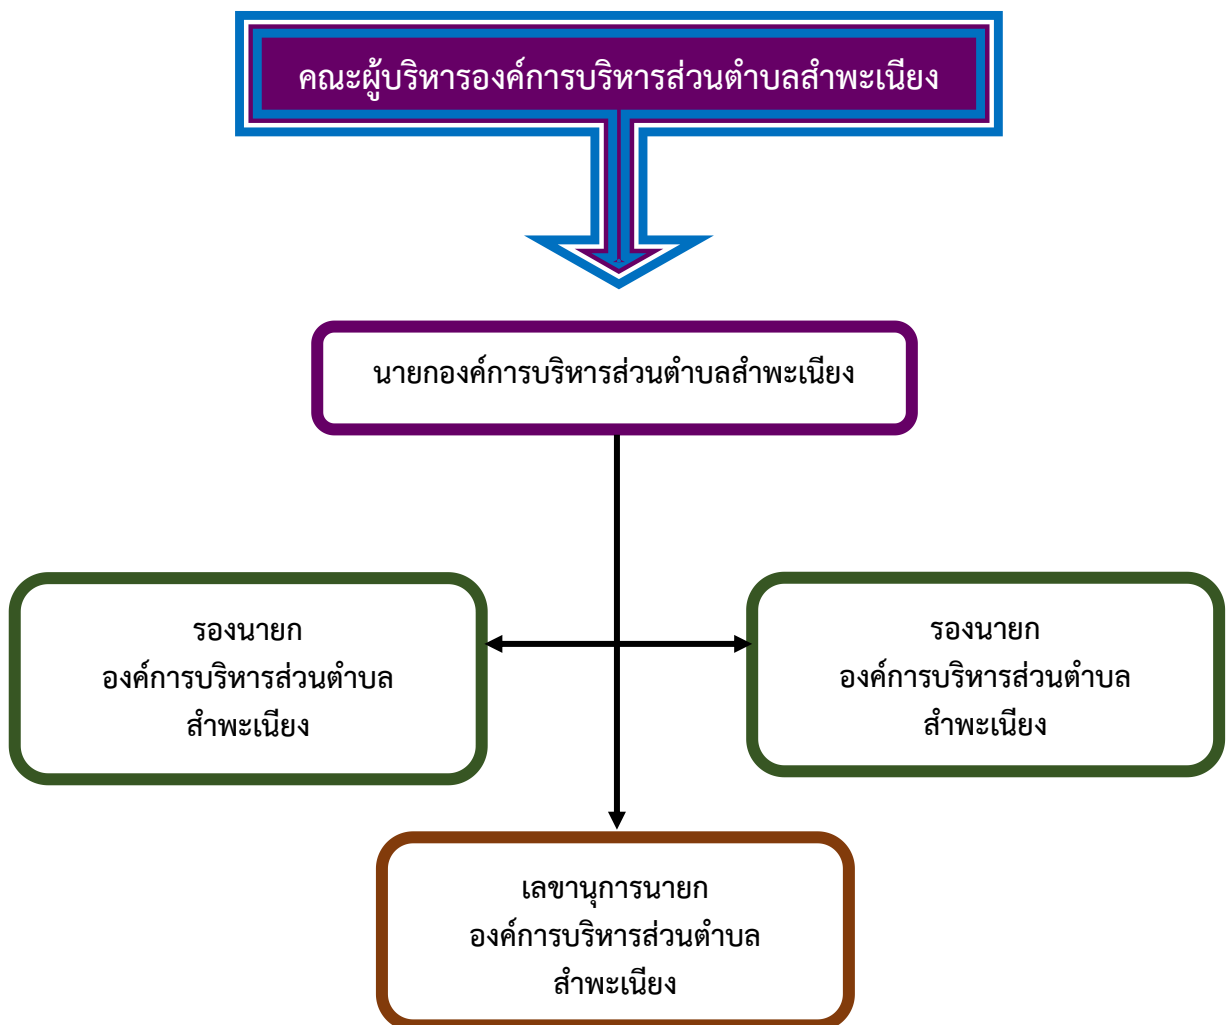 คณะผู้บริหารองค์การบริหารส่วนตำบลสำพะเนียง
นายกองค์การบริหารส่วนตำบลสำพะเนียง
รองนายก
องค์การบริหารส่วนตำบล
สำพะเนียง
รองนายก
องค์การบริหารส่วนตำบล
สำพะเนียง
เลขานุการนายก
องค์การบริหารส่วนตำบล
สำพะเนียง